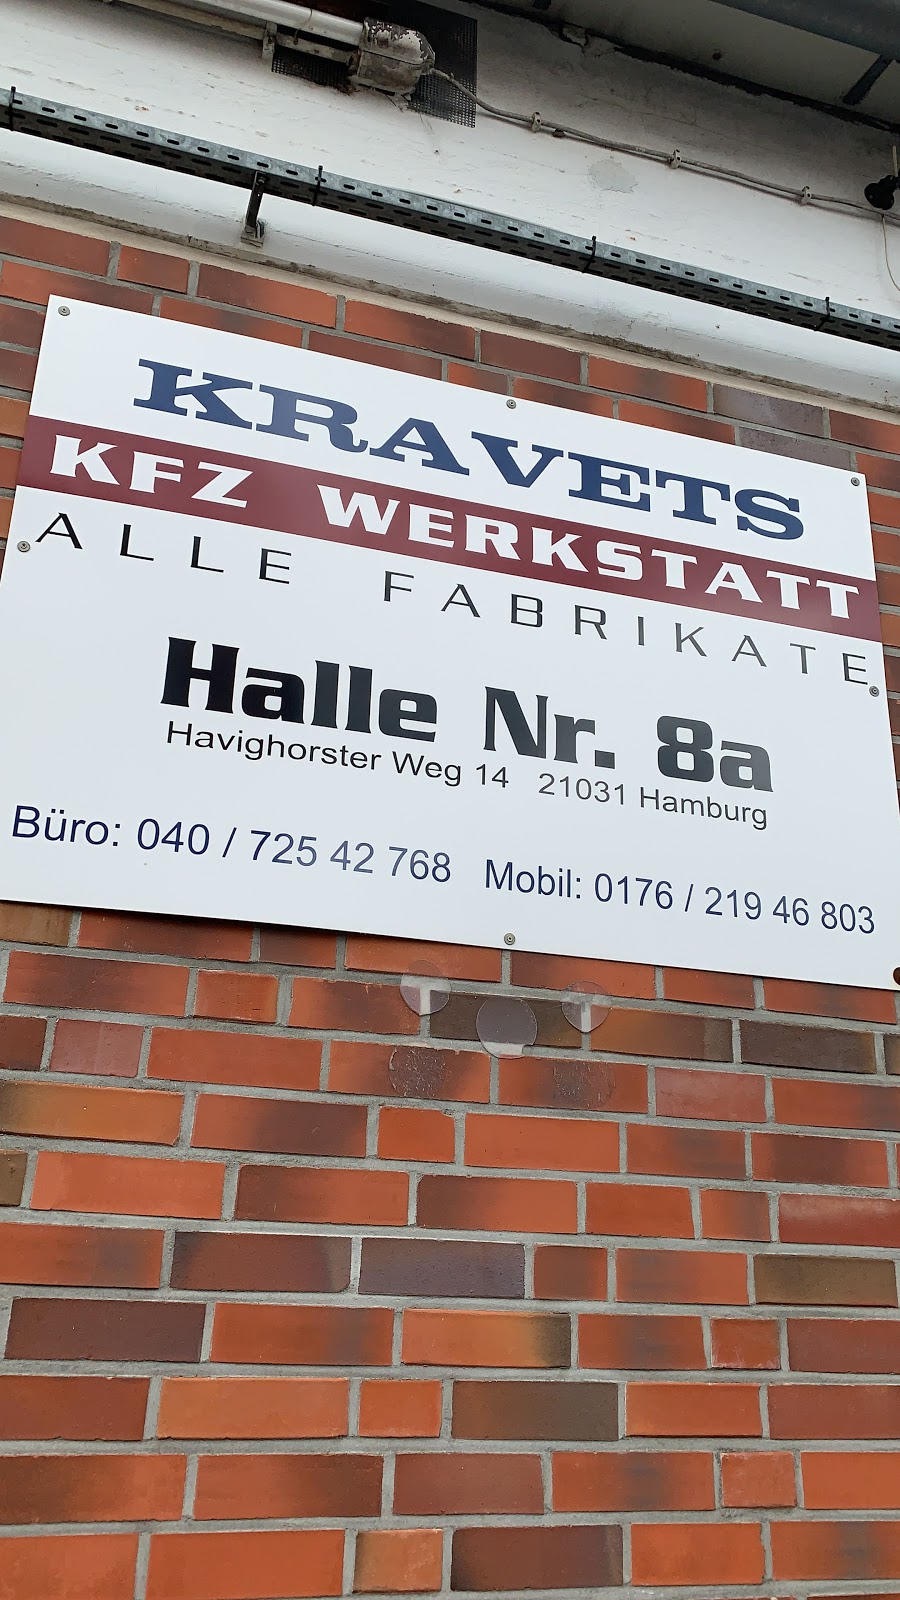 KRAVETS
KFZ WERKSTATT
ALLE FABRIKATE
Halle Nr. 8a
Havighorster Weg 14 21031 Hamburg
Büro: 040 / 725 42 768 Mobil: 0176 / 219 46 803